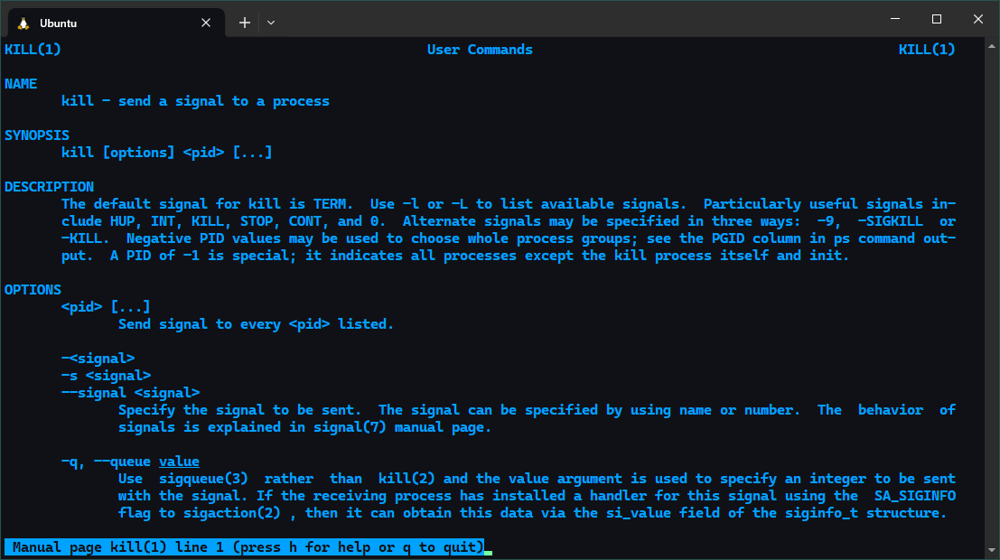 Ubuntu
KILL(1) User Commands KILL(1)
NAME
kill - send a signal to a process
SYNOPSIS
kill [options] <pid> [...]
DESCRIPTION
The default signal for kill is TERM. Use -l or -L to list available signals. Particularly useful signals in-
clude HUP, INT, KILL, STOP, CONT, and 0. Alternate signals may be specified in three ways: -9, -SIGKILL or
-KILL. Negative PID values may be used to choose whole process groups; see the PGID column in ps command out-
put. A PID of -1 is special; it indicates all processes except the kill process itself and init.
OPTIONS
<pid> [...]
Send signal to every <pid> listed.
-<signal>
-s <signal>
--signal <signal>
Specify the signal to be sent. The signal can be specified by using name or number. The behavior of
signals is explained in signal(7) manual page.
-q, --queue value
Use sigqueue(3) rather than kill(2) and the value argument is used to specify an integer to be sent
with the signal. If the receiving process has installed a handler for this signal using the SA_SIGINFO
flag to sigaction(2) , then it can obtain this data via the si_value field of the siginfo_t structure.
Manual page kill(1) line 1 (press h for help or q to quit)